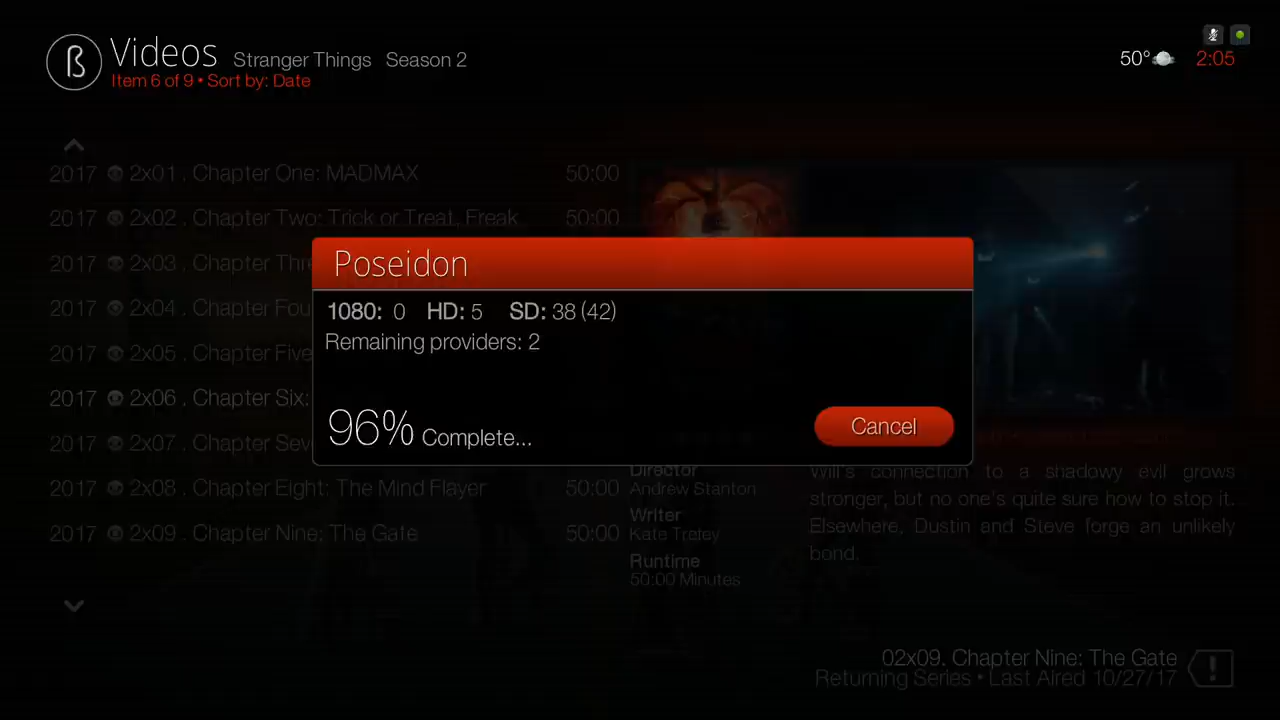 ß Videos Stranger Things Season 2
Item 6 of 9 • Sort by: Date
50° 2:05
2017 2x01 . Chapter One: MADMAX 50:00
2017 2x02 . Chapter Two: Trick or Treat, Freak 50:00
2017 2x03 . Chapter Thre
2017 2x04 . Chapter Fou
2017 2x05 . Chapter Five
2017 2x06 . Chapter Six:
2017 2x07 . Chapter Sev
2017 2x08 . Chapter Eight: The Mind Flayer 50:00
2017 2x09 . Chapter Nine: The Gate 50:00
Poseidon
1080: 0 HD: 5 SD: 38 (42)
Remaining providers: 2
96% Complete...
Cancel
Director
Andrew Stanton
Writer
Kate Trefry
Runtime
50:00 Minutes
Will's connection to a shadowy evil grows
stronger, but no one's quite sure how to stop it.
Elsewhere, Dustin and Steve forge an unlikely
bond.
02x09. Chapter Nine: The Gate
Returning Series • Last Aired 10/27/17